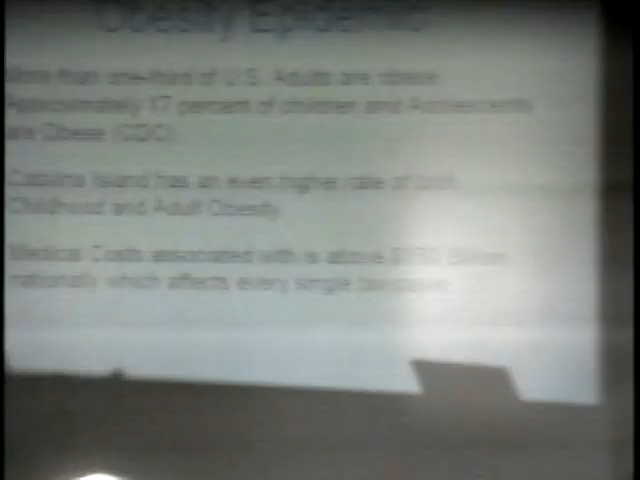 Obesity Epidemic
More than one-third of U.S. Adults are obese
Approximately 17 percent of children and Adolescents
are Obese (CDC)
Catalina Island has an even higher rate of both
Childhood and Adult Obesity
Medical Costs associated with is above
nationally which affects every single